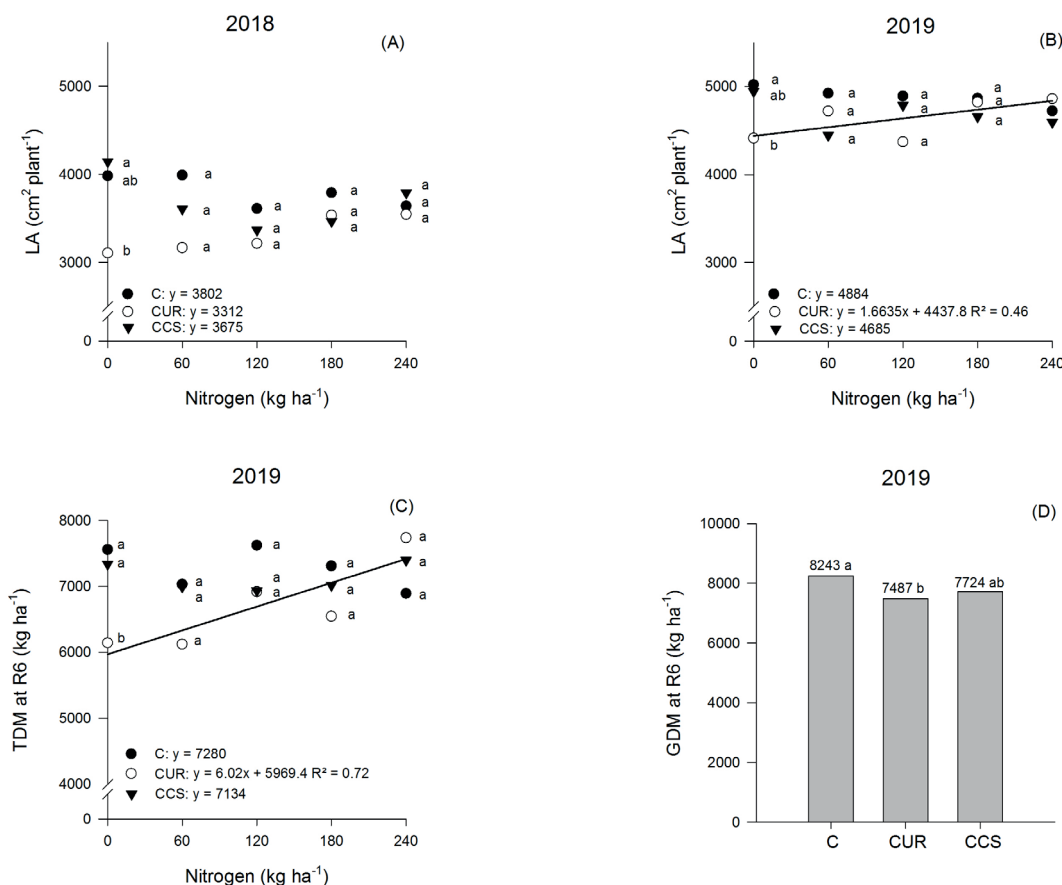 2018
(A)
5000
4000
3000
0
LA (cm² plant⁻¹)
a
ab
b
a
a
a
a
a
a
a
a
a
a
a
a
C: y = 3802
CUR: y = 3312
CCS: y = 3675
0 60 120 180 240
Nitrogen (kg ha⁻¹)
2019
(B)
5000
4000
3000
0
LA (cm² plant⁻¹)
a
ab
b
a
a
a
a
a
a
a
a
a
C: y = 4884
CUR: y = 1.6635x + 4437.8 R² = 0.46
CCS: y = 4685
0 60 120 180 240
Nitrogen (kg ha⁻¹)
2019
(C)
8000
7000
6000
5000
4000
0
TDM at R6 (kg ha⁻¹)
a
a
b
a
a
a
a
a
a
a
a
a
a
a
a
C: y = 7280
CUR: y = 6.02x + 5969.4 R² = 0.72
CCS: y = 7134
0 60 120 180 240
Nitrogen (kg ha⁻¹)
2019
(D)
10000
8000
6000
4000
2000
0
GDM at R6 (kg ha⁻¹)
8243 a
7487 b
7724 ab
C CUR CCS